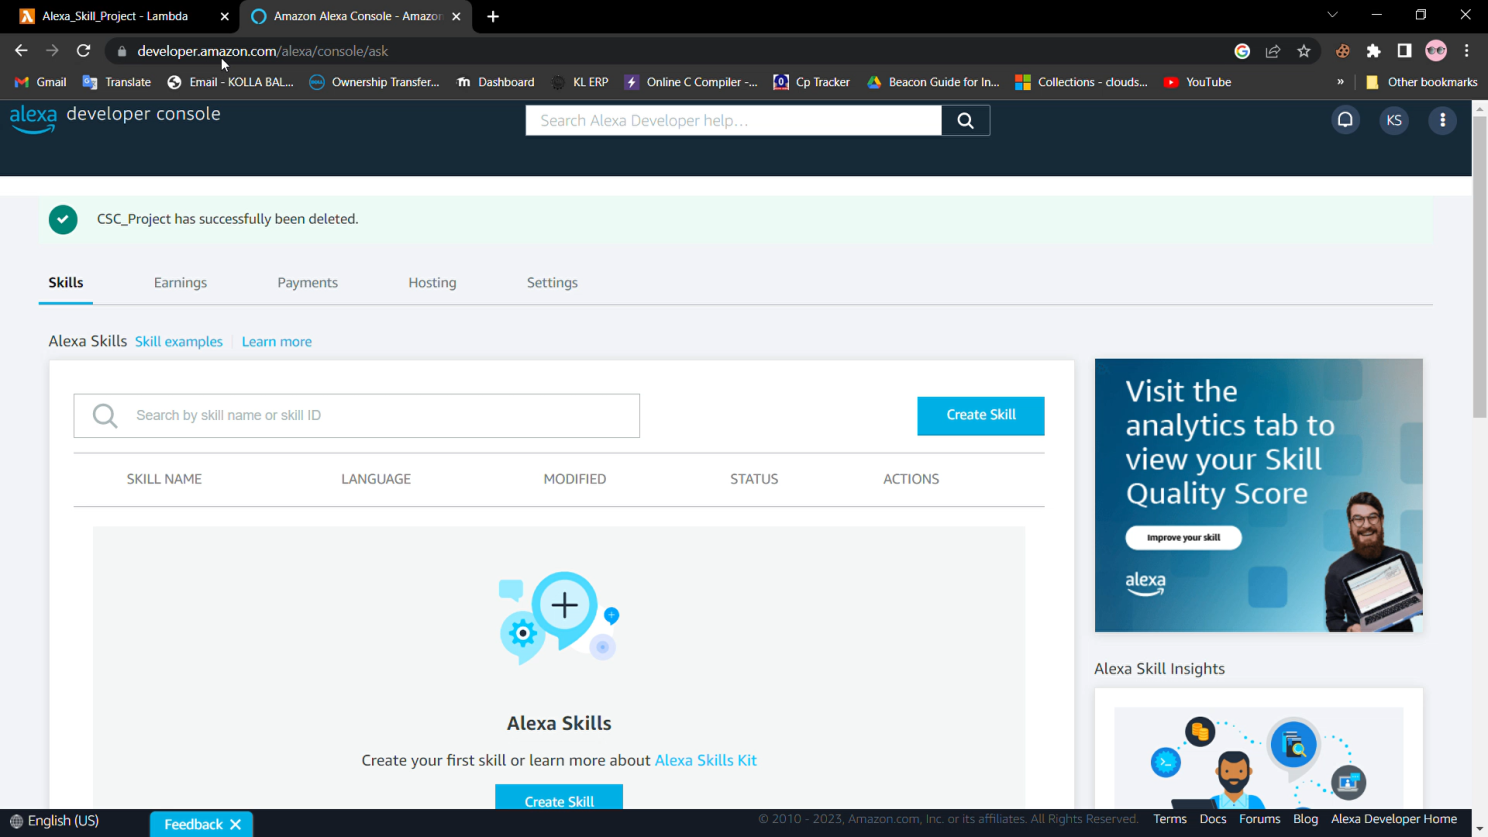 Alexa_Skill_Project - Lambda
Amazon Alexa Console - Amazon
developer.amazon.com/alexa/console/ask
Gmail
Translate
Email - KOLLA BAL...
Ownership Transfer...
Dashboard
KL ERP
Online C Compiler -...
Cp Tracker
Beacon Guide for In...
Collections - clouds...
YouTube
»
Other bookmarks
alexa developer console
Search Alexa Developer help...
KS
CSC_Project has successfully been deleted.
Skills
Earnings
Payments
Hosting
Settings
Alexa Skills
Skill examples
Learn more
Search by skill name or skill ID
Create Skill
SKILL NAME
LANGUAGE
MODIFIED
STATUS
ACTIONS
Alexa Skills
Create your first skill or learn more about Alexa Skills Kit
Create Skill
Visit the
analytics tab to
view your Skill
Quality Score
Improve your skill
alexa
Alexa Skill Insights
English (US)
Feedback
© 2010 - 2023, Amazon.com, Inc. or its affiliates. All Rights Reserved.
Terms
Docs
Forums
Blog
Alexa Developer Home